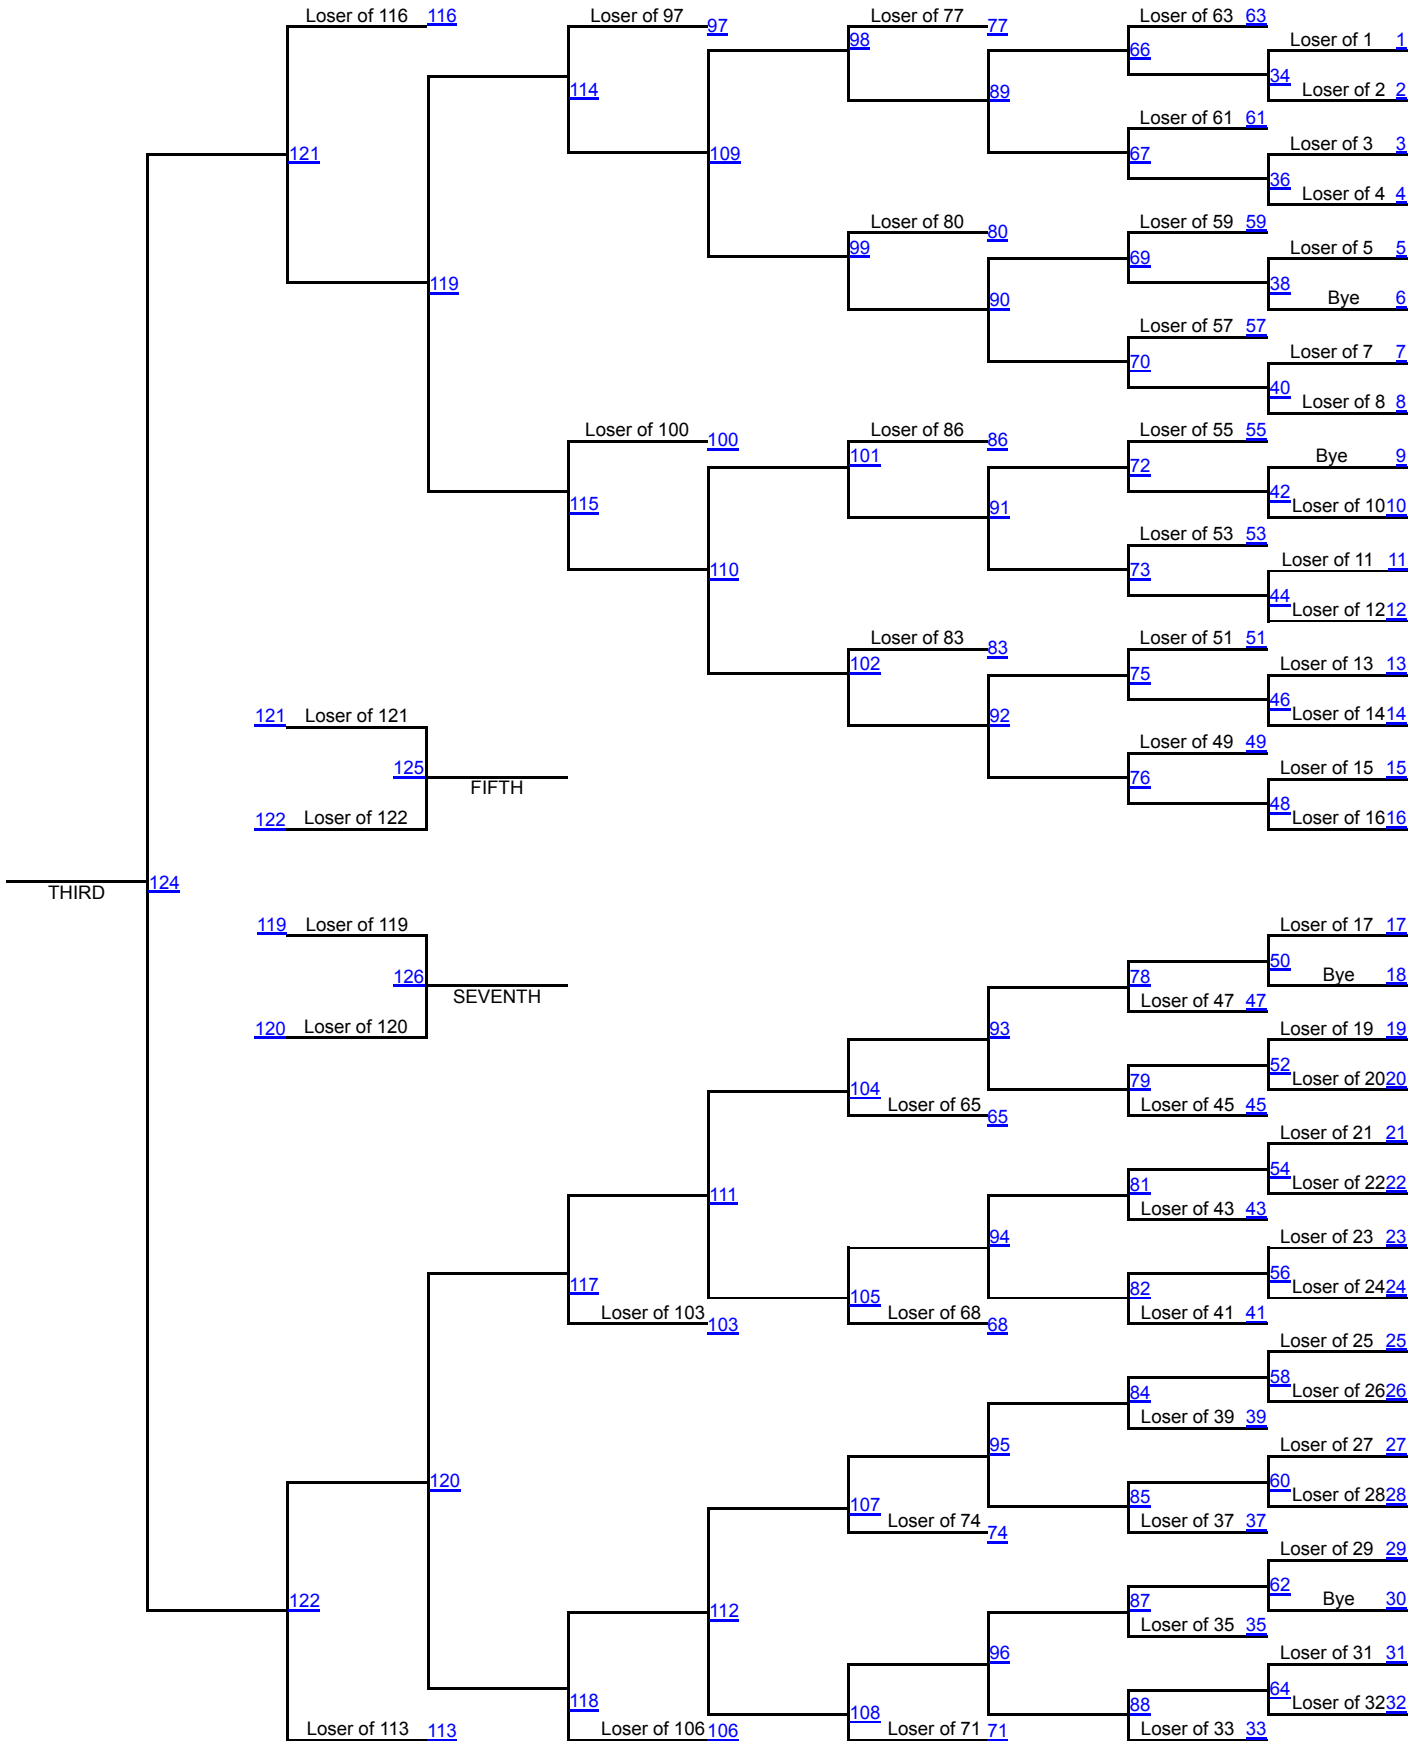 Loser of 116 116
Loser of 97 97
Loser of 77 77
Loser of 63 63
Loser of 1 1
98
66
34
Loser of 2 2
114
89
Loser of 61 61
Loser of 3 3
121
109
67
36
Loser of 4 4
Loser of 80 80
Loser of 59 59
99
69
Loser of 5 5
119
38
Bye 6
90
Loser of 57 57
70
Loser of 7 7
40
Loser of 8 8
Loser of 100 100
Loser of 86 86
Loser of 55 55
101
72
Bye 9
115
91
42
Loser of 10 10
Loser of 53 53
110
73
Loser of 11 11
44
Loser of 12 12
Loser of 83 83
Loser of 51 51
102
75
Loser of 13 13
46
121 Loser of 121
92
Loser of 14 14
Loser of 49 49
125
FIFTH
76
Loser of 15 15
48
122 Loser of 122
Loser of 16 16
124
THIRD
119 Loser of 119
Loser of 17 17
126
SEVENTH
78
50
Bye 18
Loser of 47 47
120 Loser of 120
93
Loser of 19 19
52
104
79
Loser of 20 20
Loser of 65 65
Loser of 45 45
Loser of 21 21
111
81
54
Loser of 22 22
Loser of 43 43
94
Loser of 23 23
117
105
82
56
Loser of 24 24
Loser of 103 103
Loser of 68 68
Loser of 41 41
Loser of 25 25
84
58
Loser of 26 26
Loser of 39 39
95
Loser of 27 27
120
107
85
60
Loser of 28 28
Loser of 74 74
Loser of 37 37
Loser of 29 29
122
112
87
62
Bye 30
Loser of 35 35
96
Loser of 31 31
118
108
88
64
Loser of 32 32
Loser of 113 113
Loser of 106 106
Loser of 71 71
Loser of 33 33